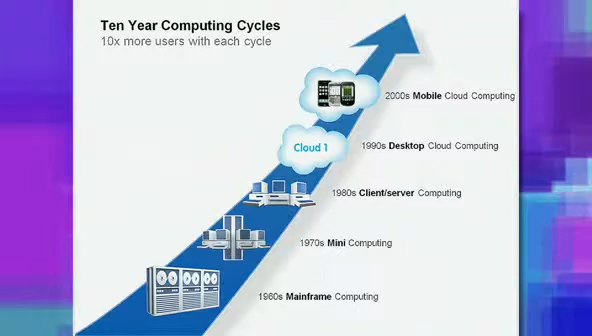 Ten Year Computing Cycles
10x more users with each cycle
2000s Mobile Cloud Computing
Cloud 1
1990s Desktop Cloud Computing
1980s Client/server Computing
1970s Mini Computing
1960s Mainframe Computing